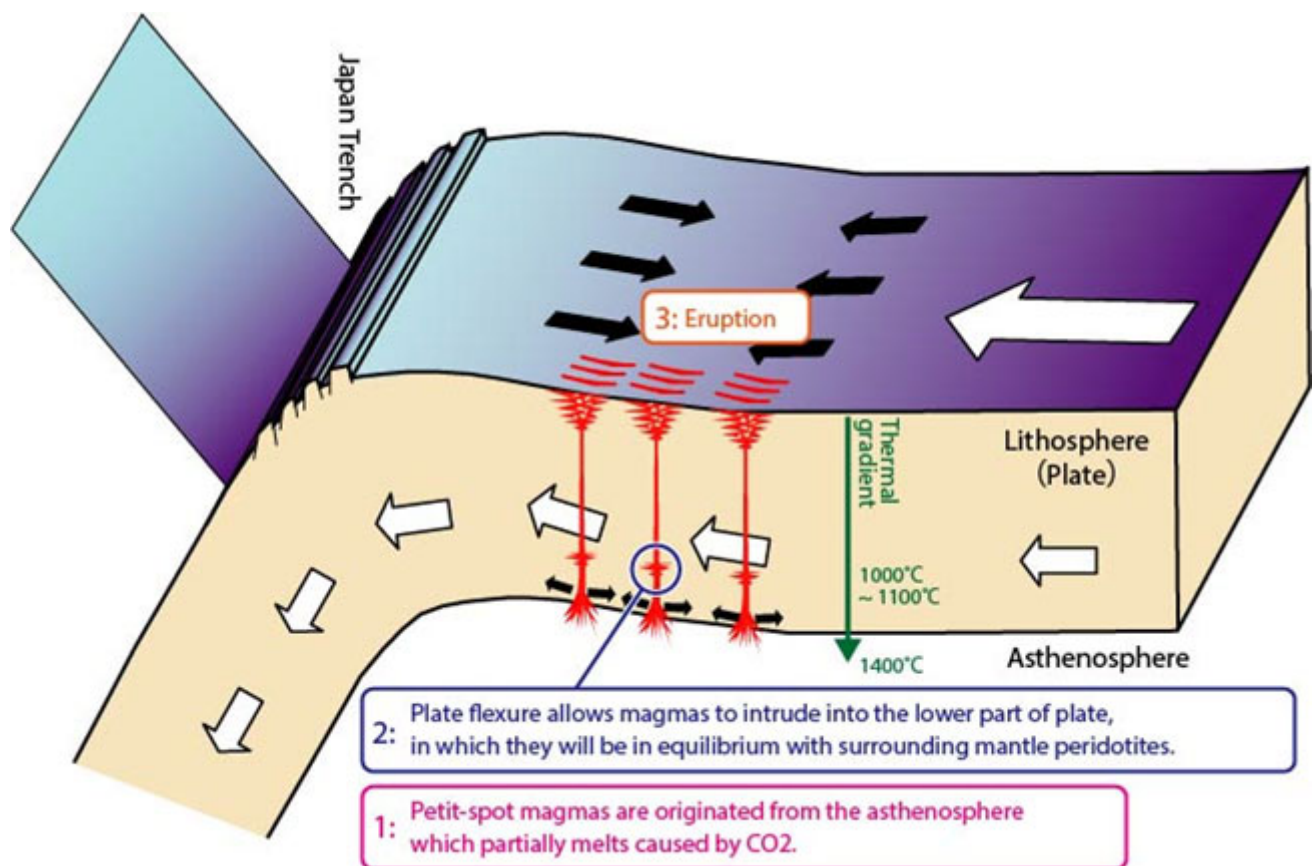 Japan Trench
3: Eruption
Thermal
gradient
Lithosphere
(Plate)
1000°C
~ 1100°C
1400°C
Asthenosphere
2: Plate flexure allows magmas to intrude into the lower part of plate,
in which they will be in equilibrium with surrounding mantle peridotites.
1: Petit-spot magmas are originated from the asthenosphere
which partially melts caused by CO2.